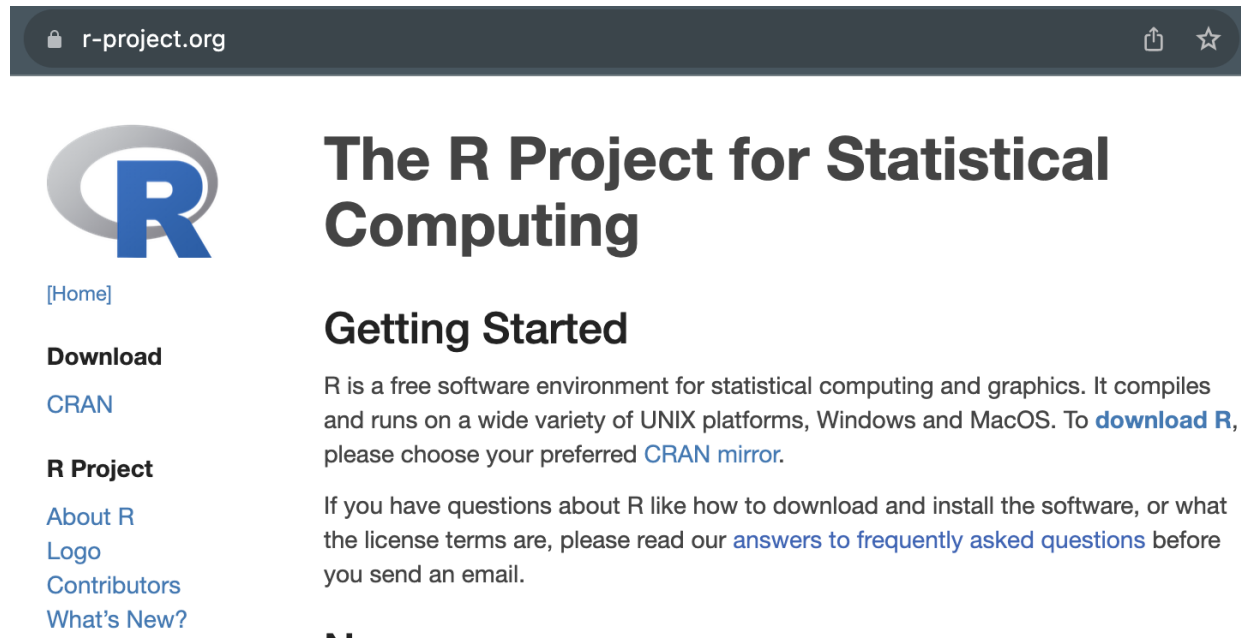 r-project.org
R
[Home]
Download
CRAN
R Project
About R
Logo
Contributors
What's New?
The R Project for Statistical
Computing
Getting Started
R is a free software environment for statistical computing and graphics. It compiles
and runs on a wide variety of UNIX platforms, Windows and MacOS. To download R,
please choose your preferred CRAN mirror.
If you have questions about R like how to download and install the software, or what
the license terms are, please read our answers to frequently asked questions before
you send an email.